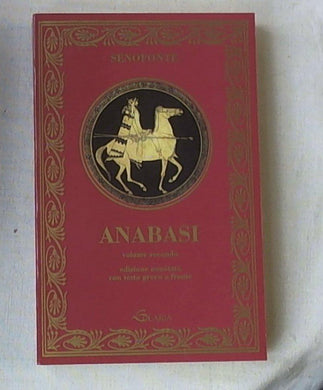 SENOFONTE
ANABASI
volume secondo
edizione annotata
con testo greco a fronte